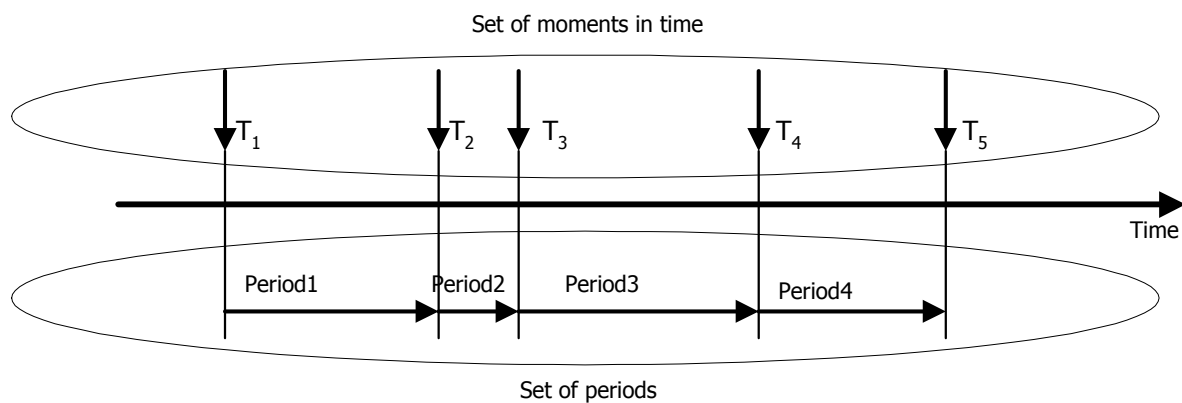 Set of moments in time
T1 T2 T3 T4 T5
Time
Period1 Period2 Period3 Period4
Set of periods